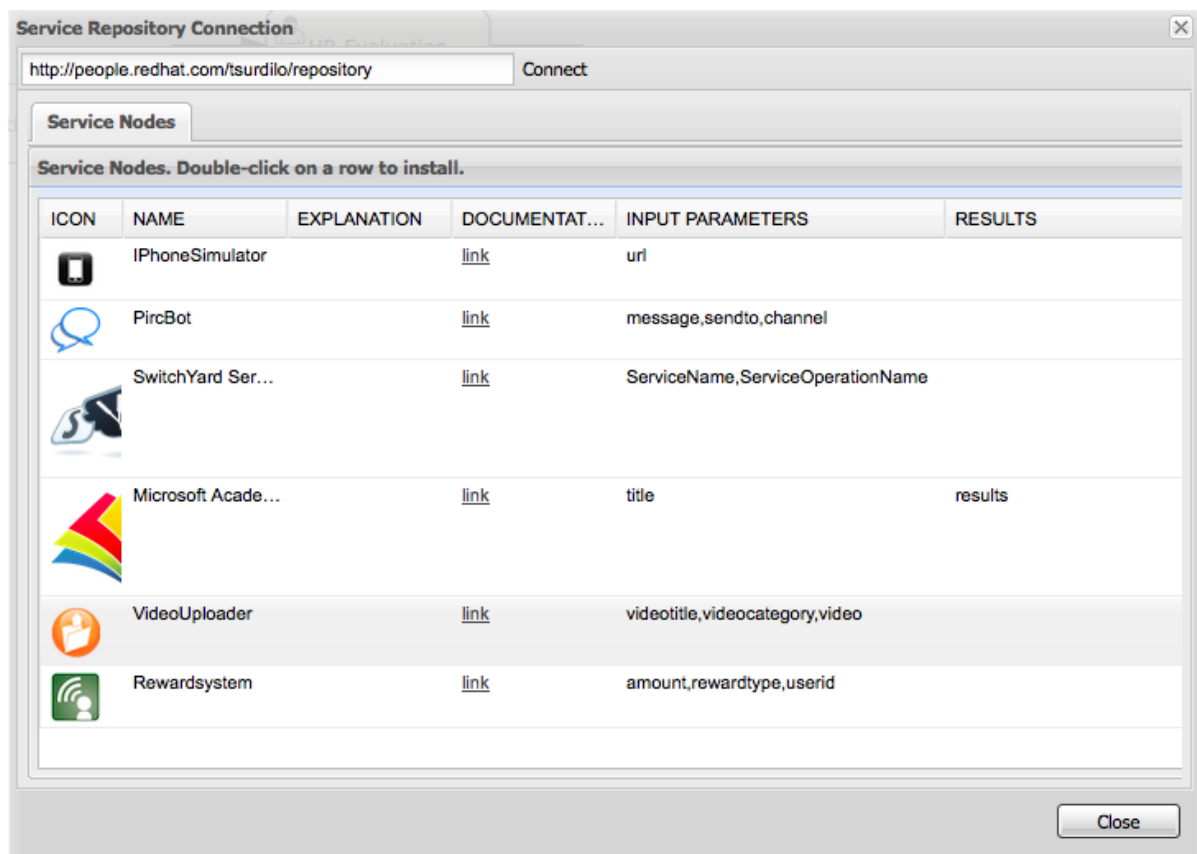 Service Repository Connection
HR Evaluation
http://people.redhat.com/tsurdilo/repository Connect
Service Nodes
Service Nodes. Double-click on a row to install.
ICON NAME EXPLANATION DOCUMENTAT... INPUT PARAMETERS RESULTS
IPhoneSimulator link url
PircBot link message,sendto,channel
SwitchYard Ser... link ServiceName,ServiceOperationName
Microsoft Acade... link title results
VideoUploader link videotitle,videocategory,video
Rewardsystem link amount,rewardtype,userid
Close